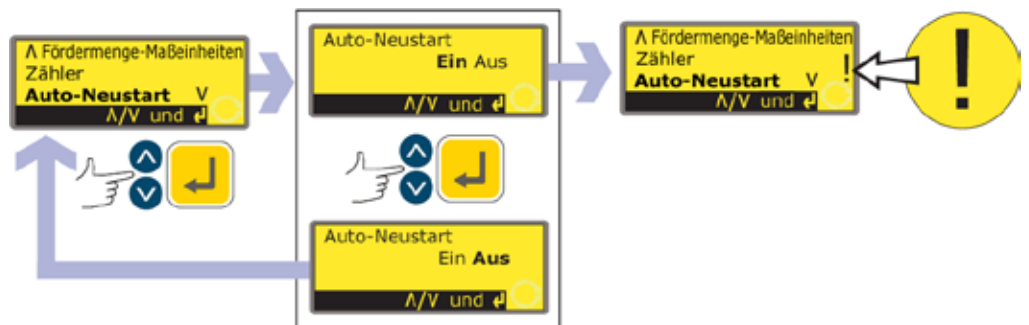 Λ Fördermenge-Maßeinheiten
Zähler
Auto-Neustart V
Λ/V und ↲
Auto-Neustart
Ein Aus
Λ/V und ↲
Auto-Neustart
Ein Aus
Λ/V und ↲
Λ Fördermenge-Maßeinheiten
Zähler !
Auto-Neustart V
Λ/V und ↲
!